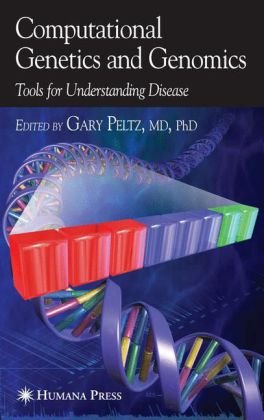 Computational
Genetics and Genomics
Tools for Understanding Disease
EDITED BY GARY PELTZ, MD, PhD
HUMANA PRESS